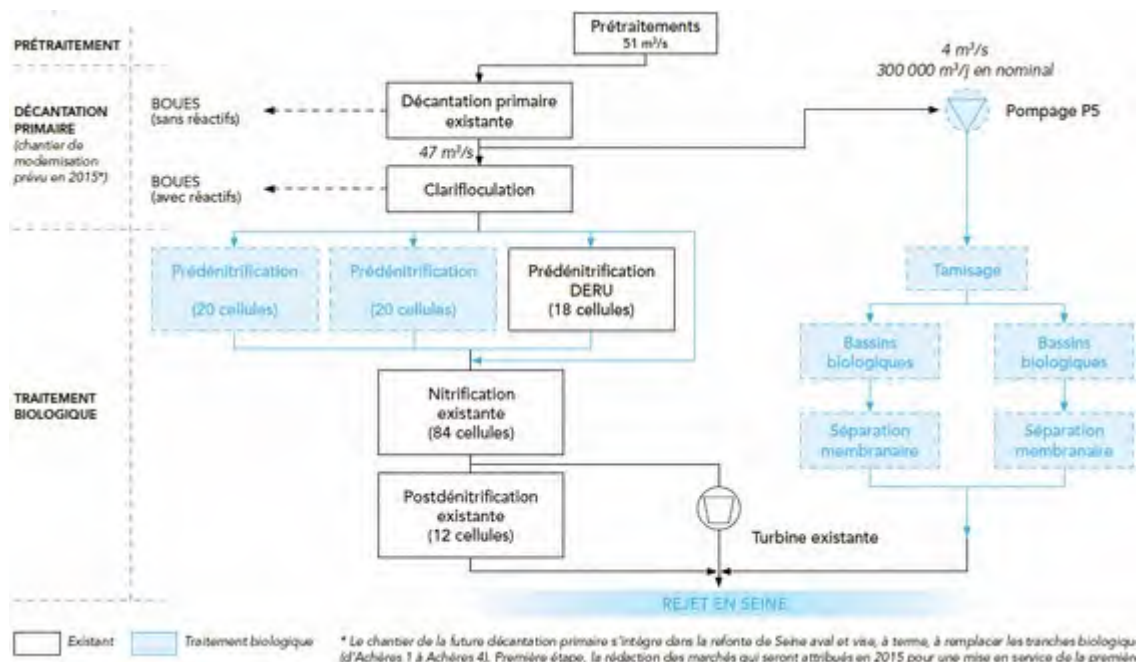 PRÉTRAITEMENT
Prétraitements
51 m³/s
4 m³/s
300 000 m³/j en nominal
DÉCANTATION
PRIMAIRE
(chantier de
modernisation
prévu en 2015*)
BOUES
(sans réactifs)
Décantation primaire
existante
Pompage P5
47 m³/s
BOUES
(avec réactifs)
Clarifloculation
Prédénitrification
(20 cellules)
Prédénitrification
(20 cellules)
Prédénitrification
DERU
(18 cellules)
Tamisage
Bassins
biologiques
Bassins
biologiques
TRAITEMENT
BIOLOGIQUE
Nitrification
existante
(84 cellules)
Séparation
membranaire
Séparation
membranaire
Postdénitrification
existante
(12 cellules)
Turbine existante
REJET EN SEINE
Existant
Traitement biologique
* Le chantier de la future décantation primaire s'intègre dans la refonte de Seine aval et vise, à terme, à remplacer les tranches biologiqu
(d'Achères 1 à Achères 4). Première étape, la rédaction des marchés qui seront attribués en 2015 pour une mise en service de la premiè